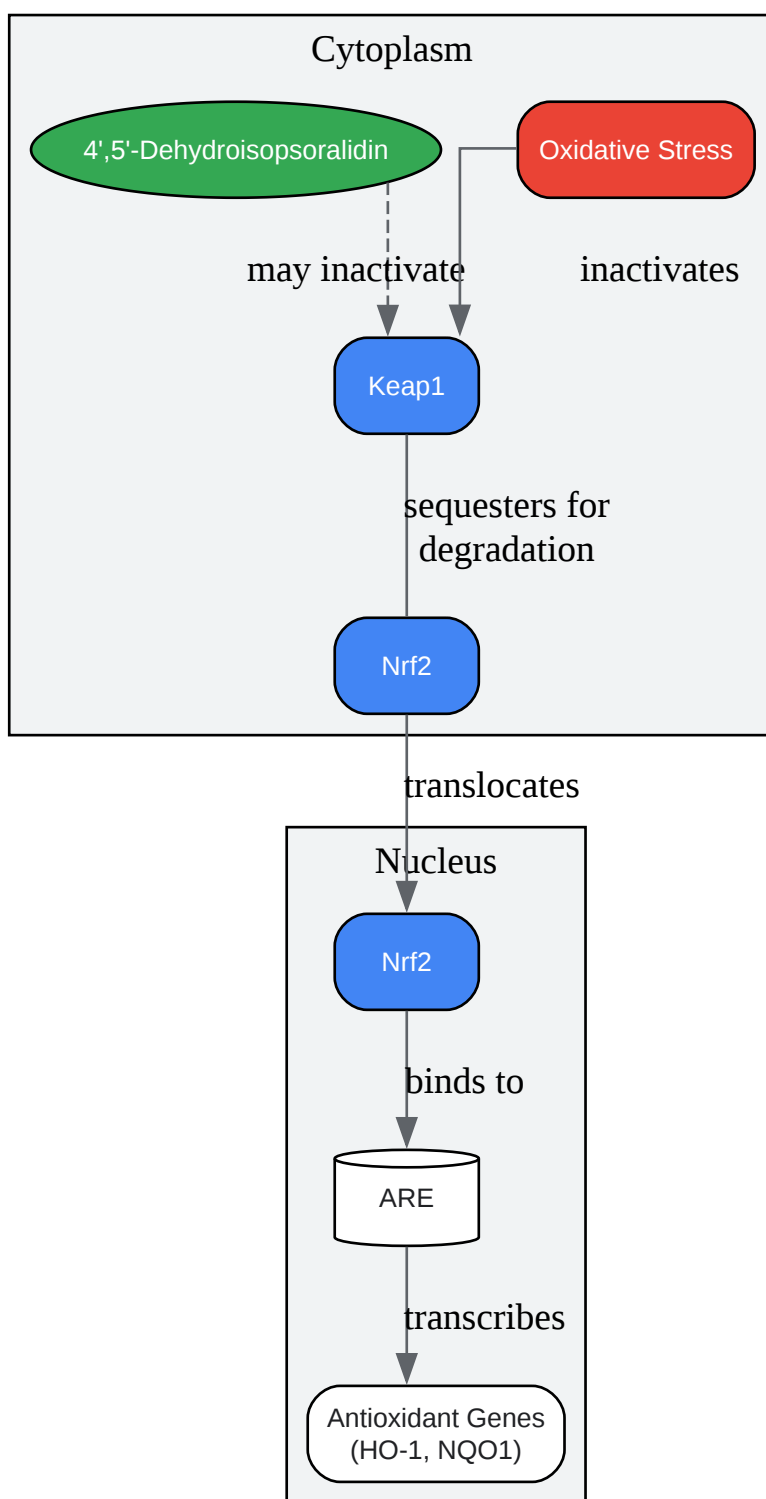 Cytoplasm
4',5'-Dehydroisopsoralidin
Oxidative Stress
may inactivate
inactivates
Keap1
sequesters for
degradation
Nrf2
translocates
Nucleus
Nrf2
binds to
ARE
transcribes
Antioxidant Genes
(HO-1, NQO1)